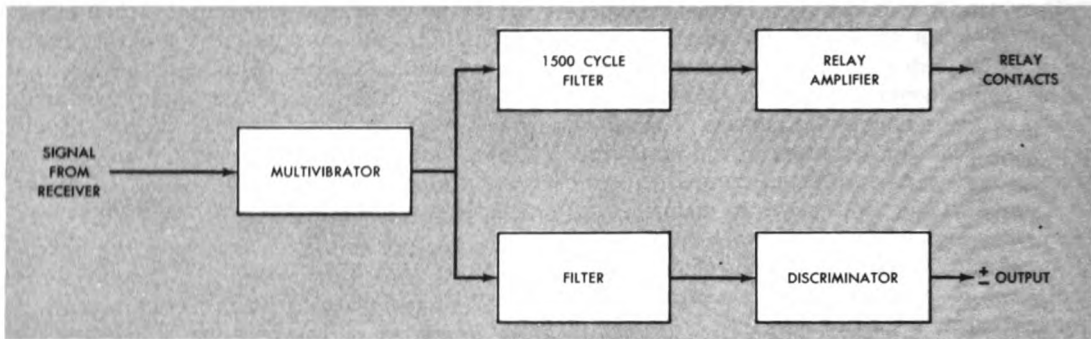 1500 CYCLE
FILTER
RELAY
AMPLIFIER
RELAY
CONTACTS
SIGNAL
FROM
RECEIVER
MULTIVIBRATOR
FILTER
DISCRIMINATOR
± OUTPUT